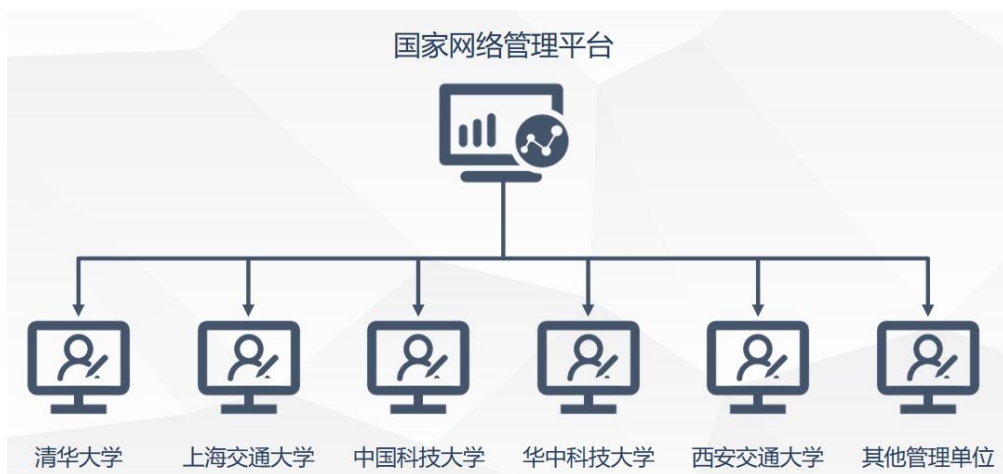 国家网络管理平台
清华大学
上海交通大学
中国科技大学
华中科技大学
西安交通大学
其他管理单位